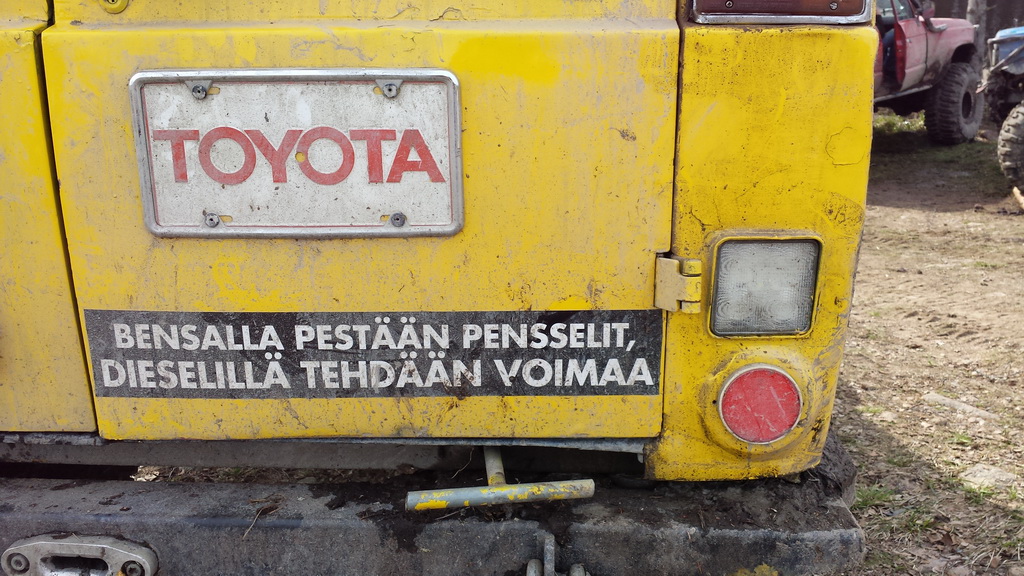 TOYOTA
BENSALLA PESTÄÄN PENSSELIT,
DIESELILLÄ TEHDÄÄN VOIMAA